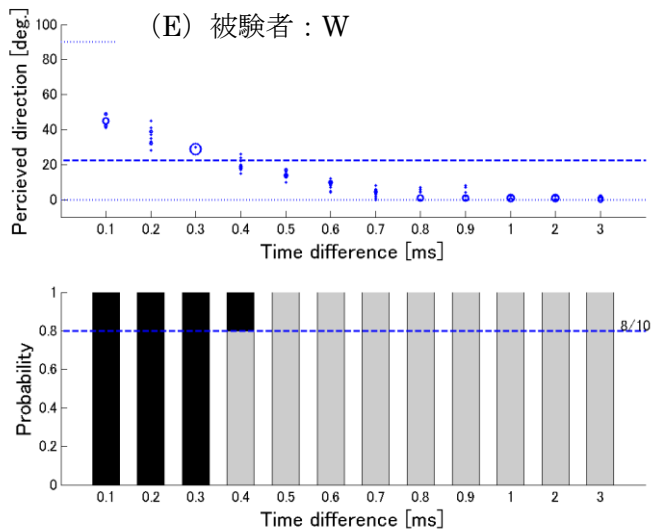 (E) 被験者：W
Percieved direction [deg.]
100
80
60
40
20
0
0.1 0.2 0.3 0.4 0.5 0.6 0.7 0.8 0.9 1 2 3
Time difference [ms]
Probability
1
0.8
0.6
0.4
0.2
0
8/10
0.1 0.2 0.3 0.4 0.5 0.6 0.7 0.8 0.9 1 2 3
Time difference [ms]